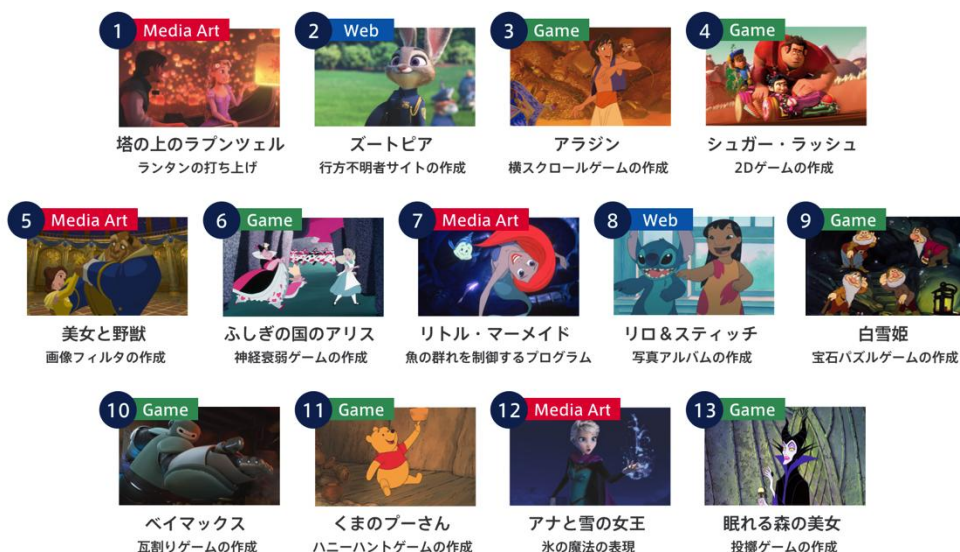 1 Media Art
2 Web
3 Game
4 Game
塔の上のラプンツェル
ランタンの打ち上げ
ズートピア
行方不明者サイトの作成
アラジン
横スクロールゲームの作成
シュガー・ラッシュ
2Dゲームの作成
5 Media Art
6 Game
7 Media Art
8 Web
9 Game
美女と野獣
画像フィルタの作成
ふしぎの国のアリス
神経衰弱ゲームの作成
リトル・マーメイド
魚の群れを制御するプログラム
リロ&スティッチ
写真アルバムの作成
白雪姫
宝石パズルゲームの作成
10 Game
11 Game
12 Media Art
13 Game
ベイマックス
瓦割りゲームの作成
くまのプーさん
ハニーハントゲームの作成
アナと雪の女王
氷の魔法の表現
眠れる森の美女
投擲ゲームの作成